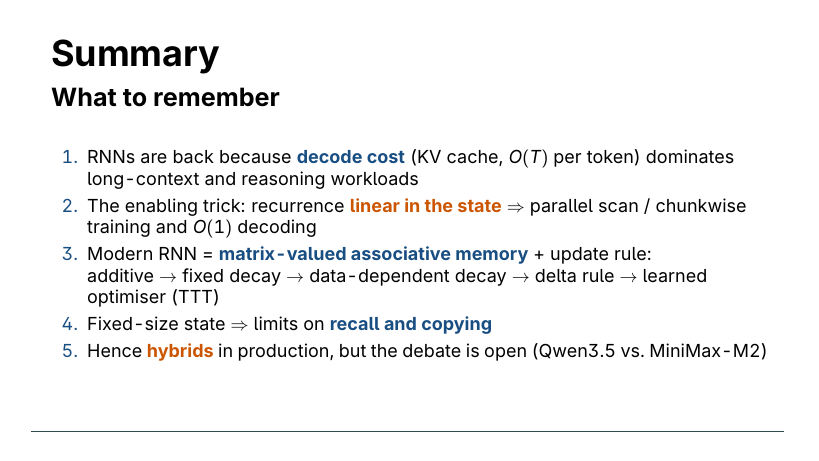 Summary
What to remember
1. RNNs are back because decode cost (KV cache, O(T) per token) dominates
long-context and reasoning workloads
2. The enabling trick: recurrence linear in the state ⇒ parallel scan / chunkwise
training and O(1) decoding
3. Modern RNN = matrix-valued associative memory + update rule:
additive → fixed decay → data-dependent decay → delta rule → learned
optimiser (TTT)
4. Fixed-size state ⇒ limits on recall and copying
5. Hence hybrids in production, but the debate is open (Qwen3.5 vs. MiniMax-M2)